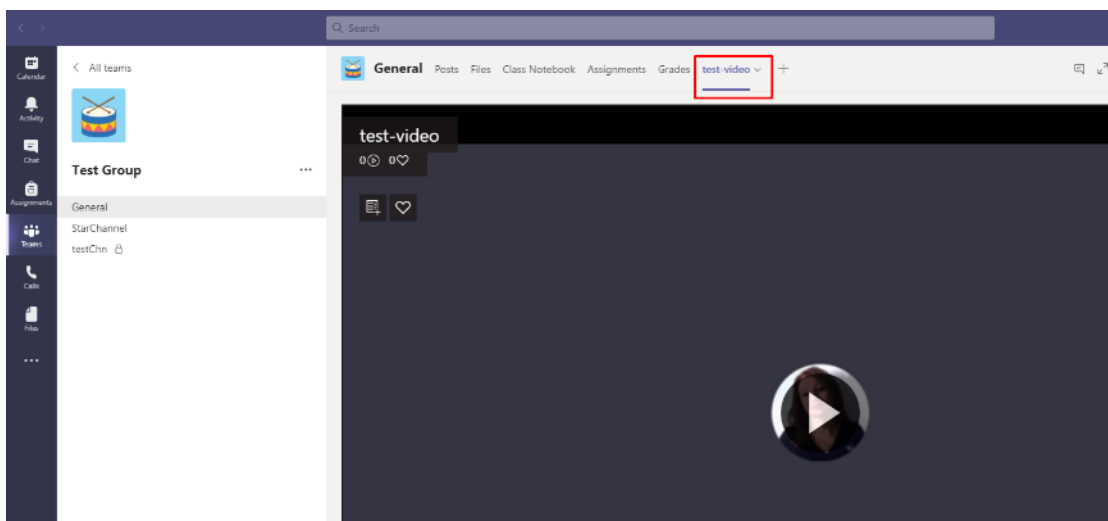 Search
Calendar
Activity
Chat
Assignments
Teams
Calls
Files
All teams
Test Group
General
StarChannel
testChn
General Posts Files Class Notebook Assignments Grades test-video
test-video
0 0